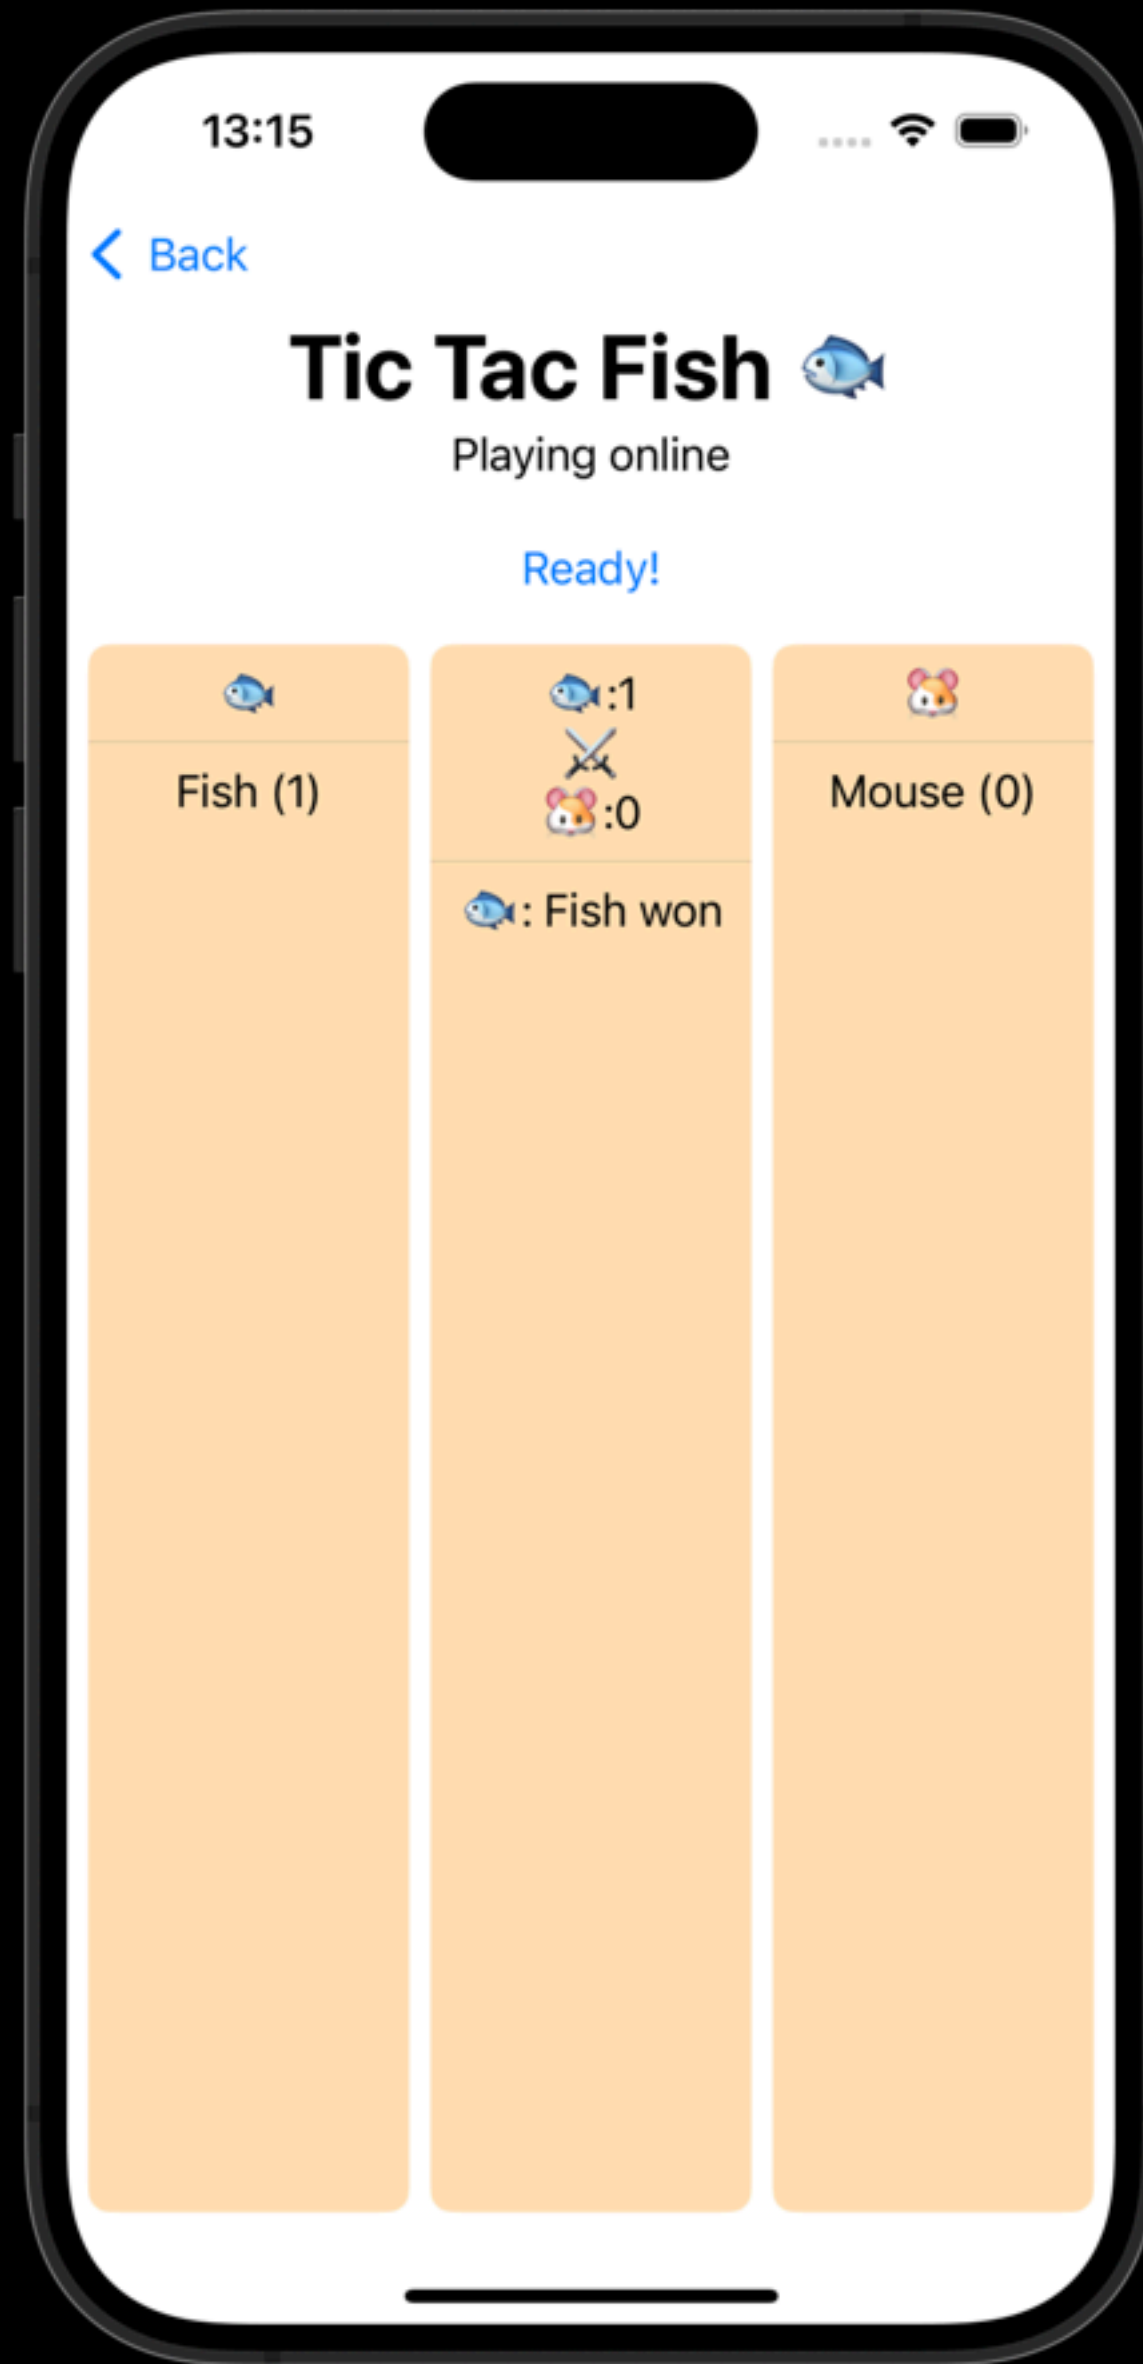 13:15
Back
Tic Tac Fish 🐟
Playing online
Ready!
🐟
Fish (1)
🐟:1
⚔️
🐹:0
🐟: Fish won
🐹
Mouse (0)